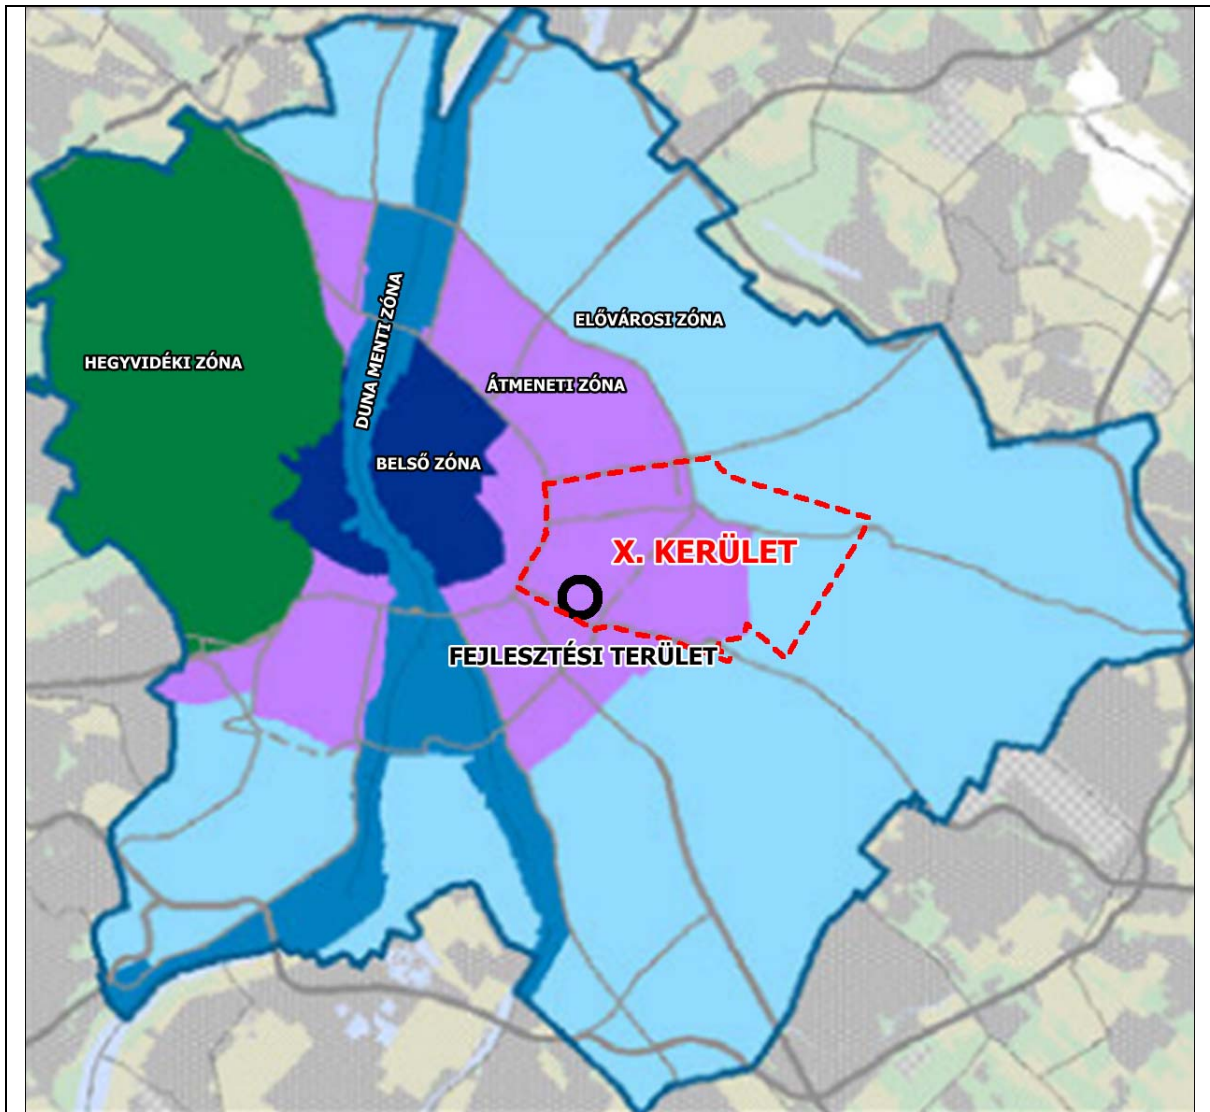 ELŐVÁROSI ZÓNA
DUNA MENTI ZÓNA
HEGYVIDÉKI ZÓNA
ÁTMENETI ZÓNA
BELSŐ ZÓNA
X. KERÜLET
FEJLESZTÉSI TERÜLET